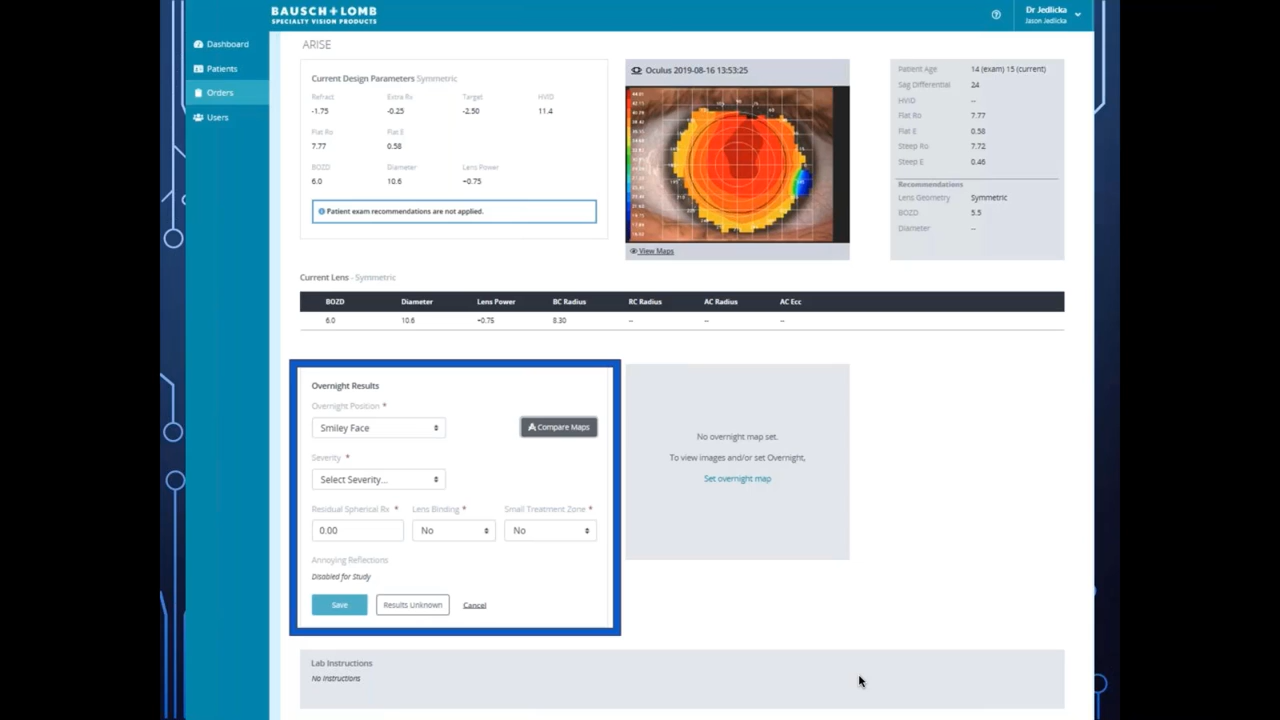 BAUSCH + LOMB
SPECIALTY VISION PRODUCTS
Dr Jedlicka
Jason Jedlicka
Dashboard
Patients
Orders
Users
ARISE
Current Design Parameters Symmetric
Refract Extra Rx Target HVID
-1.75 -0.25 -2.50 11.4
Flat Ro Flat E
7.77 0.58
BOZD Diameter Lens Power
6.0 10.6 +0.75
Patient exam recommendations are not applied.
Oculus 2019-08-16 13:53:25
View Maps
Patient Age 14 (exam) 15 (current)
Sag Differential 24
HVID --
Flat Ro 7.77
Flat E 0.58
Steep Ro 7.72
Steep E 0.46
Recommendations
Lens Geometry Symmetric
BOZD 5.5
Diameter --
Current Lens - Symmetric
BOZD Diameter Lens Power BC Radius RC Radius AC Radius AC Ecc
6.0 10.6 +0.75 8.30 -- -- --
Overnight Results
Overnight Position *
Smiley Face
Compare Maps
Severity *
Select Severity...
Residual Spherical Rx * Lens Binding * Small Treatment Zone *
0.00 No No
Annoying Reflections
Disabled for Study
Save Results Unknown Cancel
No overnight map set.
To view images and/or set Overnight,
Set overnight map
Lab Instructions
No Instructions